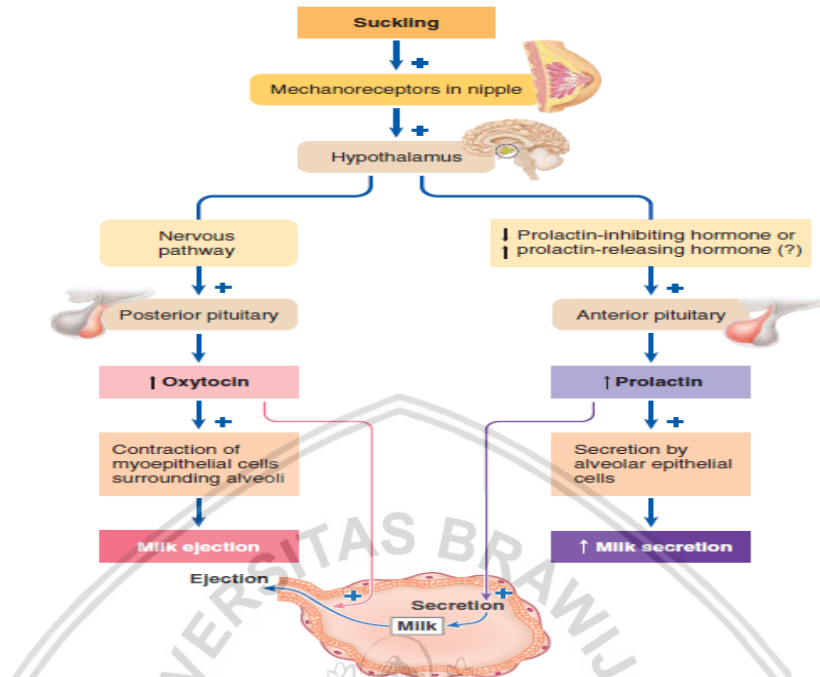 Suckling
+
Mechanoreceptors in nipple
+
Hypothalamus
Nervous
pathway
↓ Prolactin-inhibiting hormone or
↑ prolactin-releasing hormone (?)
+
+
Posterior pituitary
Anterior pituitary
↑ Oxytocin
↑ Prolactin
+
+
Contraction of
myoepithelial cells
surrounding alveoli
Secretion by
alveolar epithelial
cells
Milk ejection
↑ Milk secretion
Ejection
+
+
Secretion
Milk
VERSITAS BRAWIJ